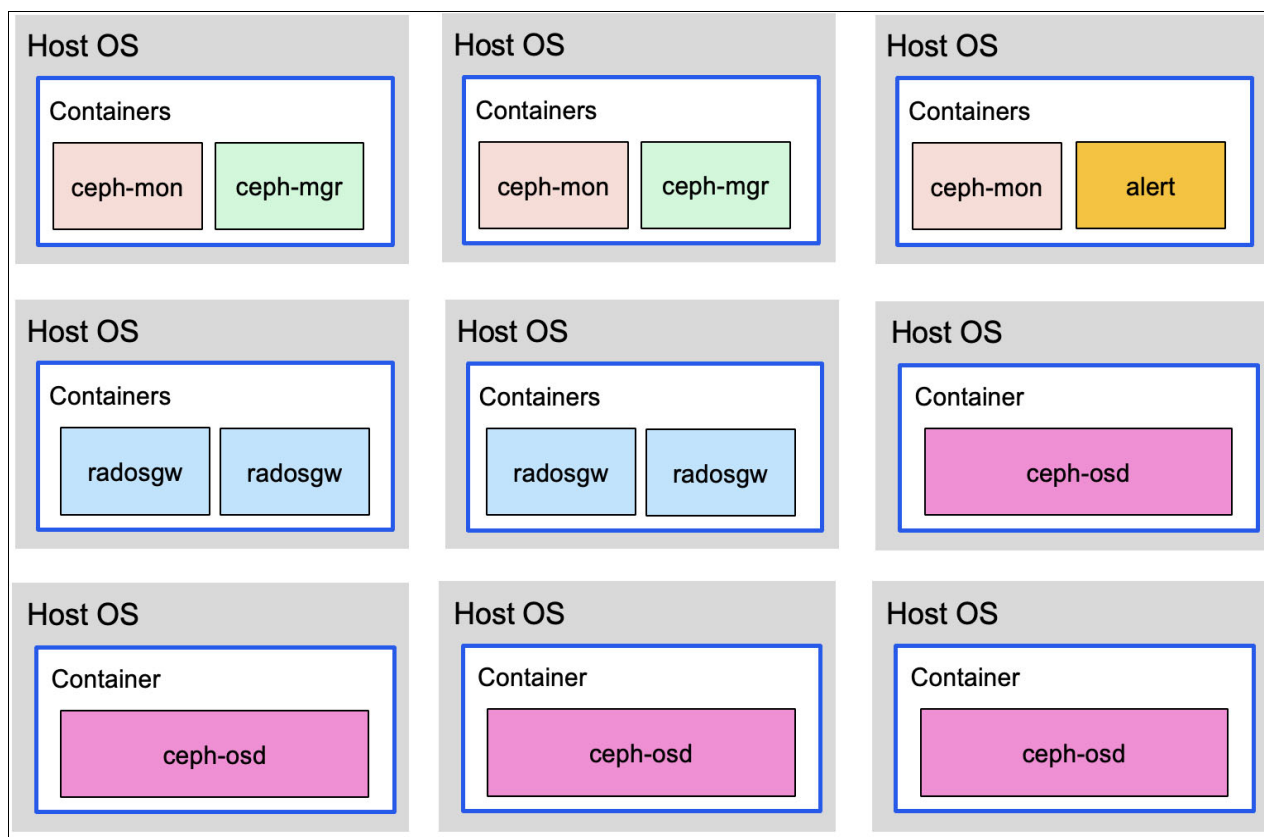 Host OS
Containers
ceph-mon
ceph-mgr
Host OS
Containers
ceph-mon
ceph-mgr
Host OS
Containers
ceph-mon
alert
Host OS
Containers
radosgw
radosgw
Host OS
Containers
radosgw
radosgw
Host OS
Container
ceph-osd
Host OS
Container
ceph-osd
Host OS
Container
ceph-osd
Host OS
Container
ceph-osd